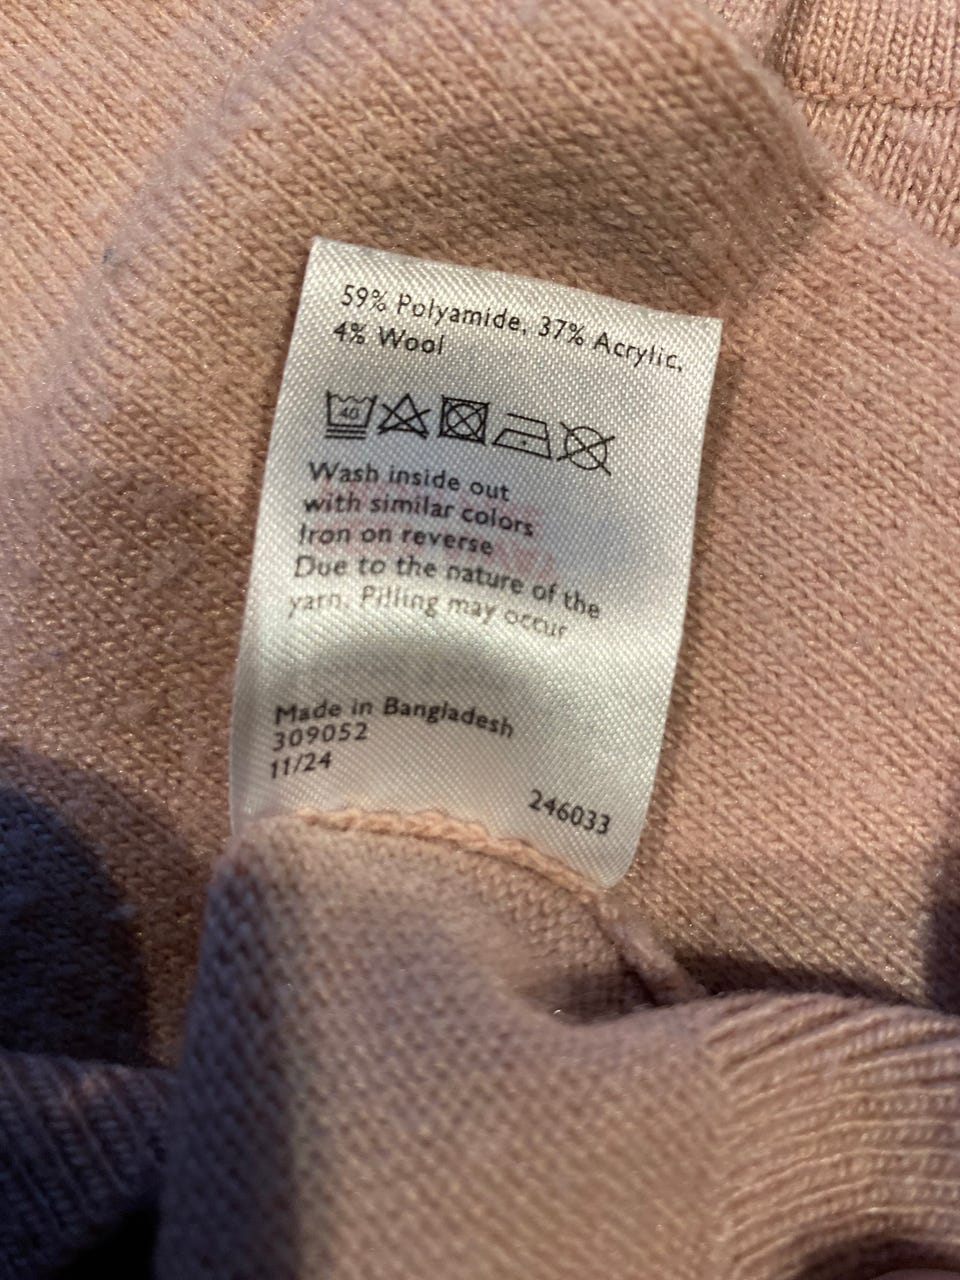 59% Polyamide, 37% Acrylic,
4% Wool
40
Wash inside out
with similar colors
Iron on reverse
Due to the nature of the
yarn, Pilling may occur
Made in Bangladesh
309052
11/24
246033